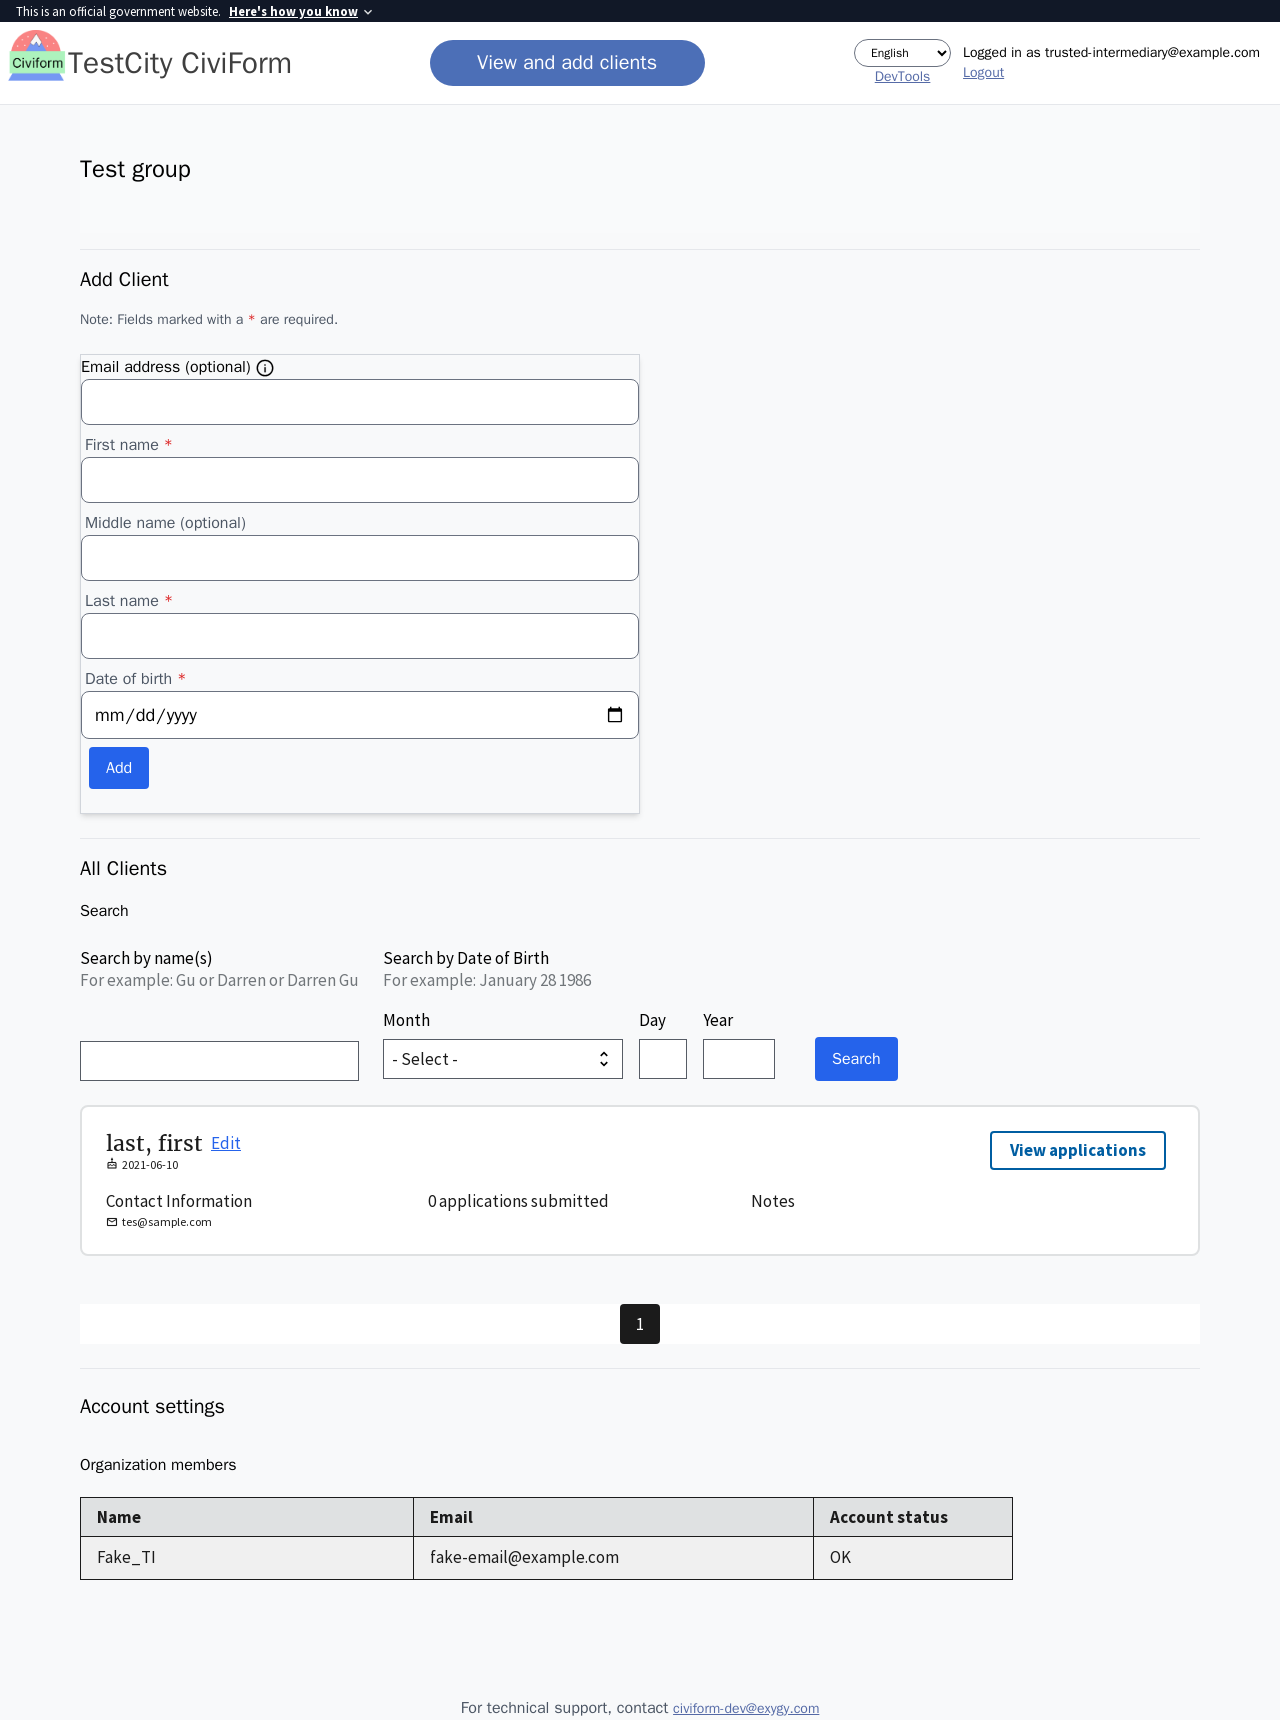 This is an official government website. Here's how you know
Civiform
TestCity CiviForm
View and add clients
English
DevTools
Logged in as trusted-intermediary@example.com
Logout
Test group
Add Client
Note: Fields marked with a * are required.
Email address (optional)
First name *
Middle name (optional)
Last name *
Date of birth *
mm/dd/yyyy
Add
All Clients
Search
Search by name(s)
For example: Gu or Darren or Darren Gu
Search by Date of Birth
For example: January 28 1986
Month
Day
Year
- Select -
Search
last, first Edit
2021-06-10
View applications
Contact Information
tes@sample.com
0 applications submitted
Notes
1
Account settings
Organization members
Name Email Account status
Fake_TI fake-email@example.com OK
For technical support, contact civiform-dev@exygy.com